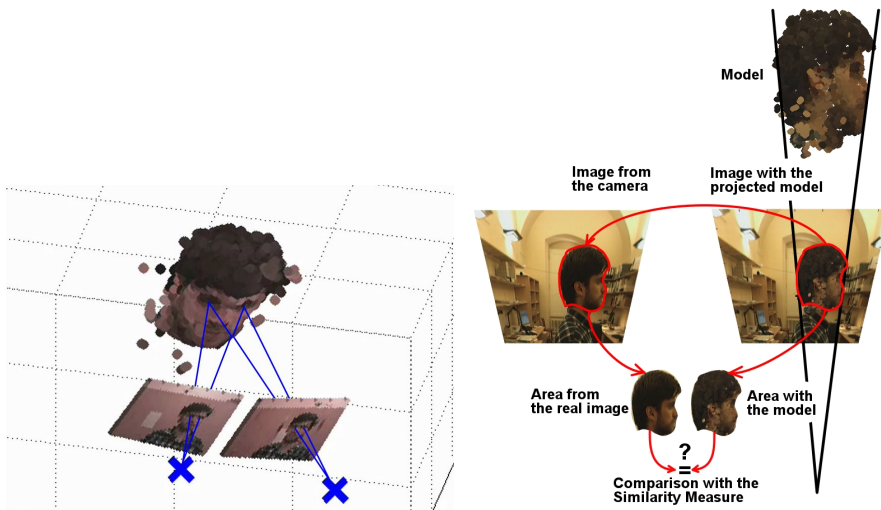 Model
Image from
the camera
Image with the
projected model
Area from
the real image
Area with
the model
?
=
Comparison with the
Similarity Measure